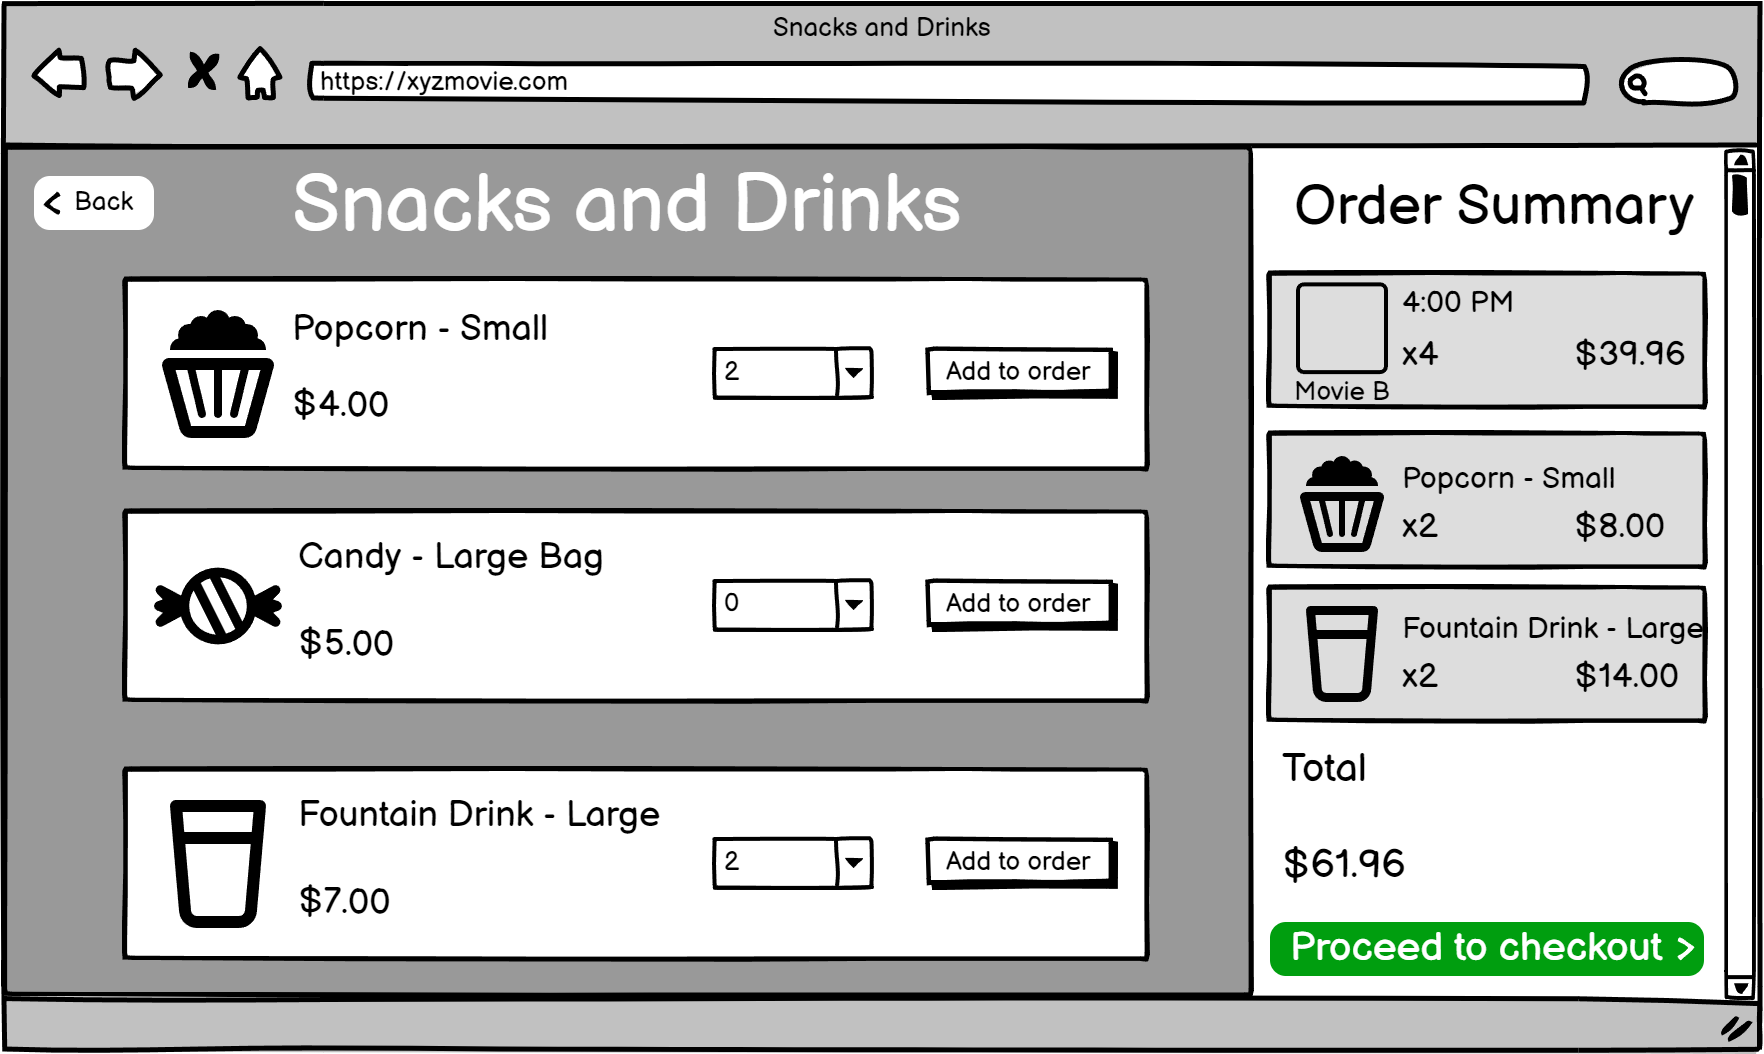 Snacks and Drinks
https://xyzmovie.com
Back
Snacks and Drinks
Popcorn - Small
$4.00
2
Add to order
Candy - Large Bag
$5.00
0
Add to order
Fountain Drink - Large
$7.00
2
Add to order
Order Summary
4:00 PM
x4 $39.96
Movie B
Popcorn - Small
x2 $8.00
Fountain Drink - Large
x2 $14.00
Total
$61.96
Proceed to checkout >